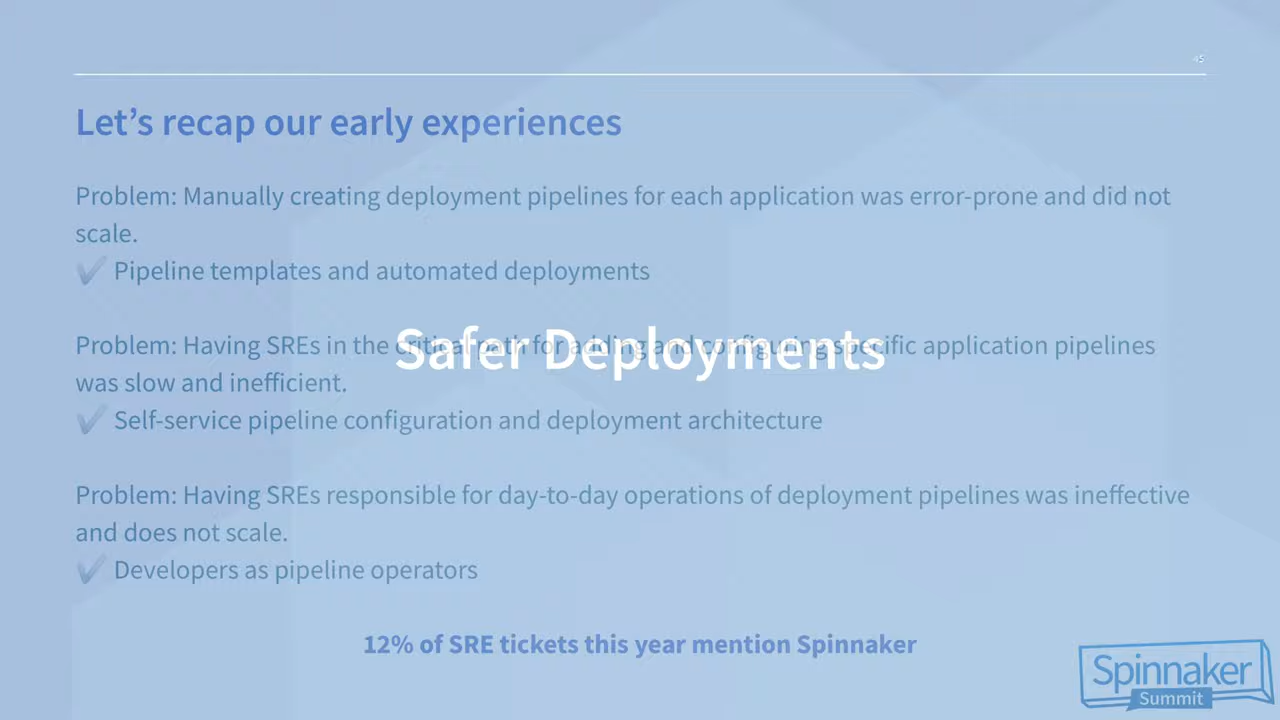 45
Let's recap our early experiences
Problem: Manually creating deployment pipelines for each application was error-prone and did not
scale.
✔ Pipeline templates and automated deployments
Problem: Having SREs in the critical path for adding and configuring specific application pipelines
Safer Deployments
was slow and inefficient.
✔ Self-service pipeline configuration and deployment architecture
Problem: Having SREs responsible for day-to-day operations of deployment pipelines was ineffective
and does not scale.
✔ Developers as pipeline operators
12% of SRE tickets this year mention Spinnaker
Spinnaker
Summit